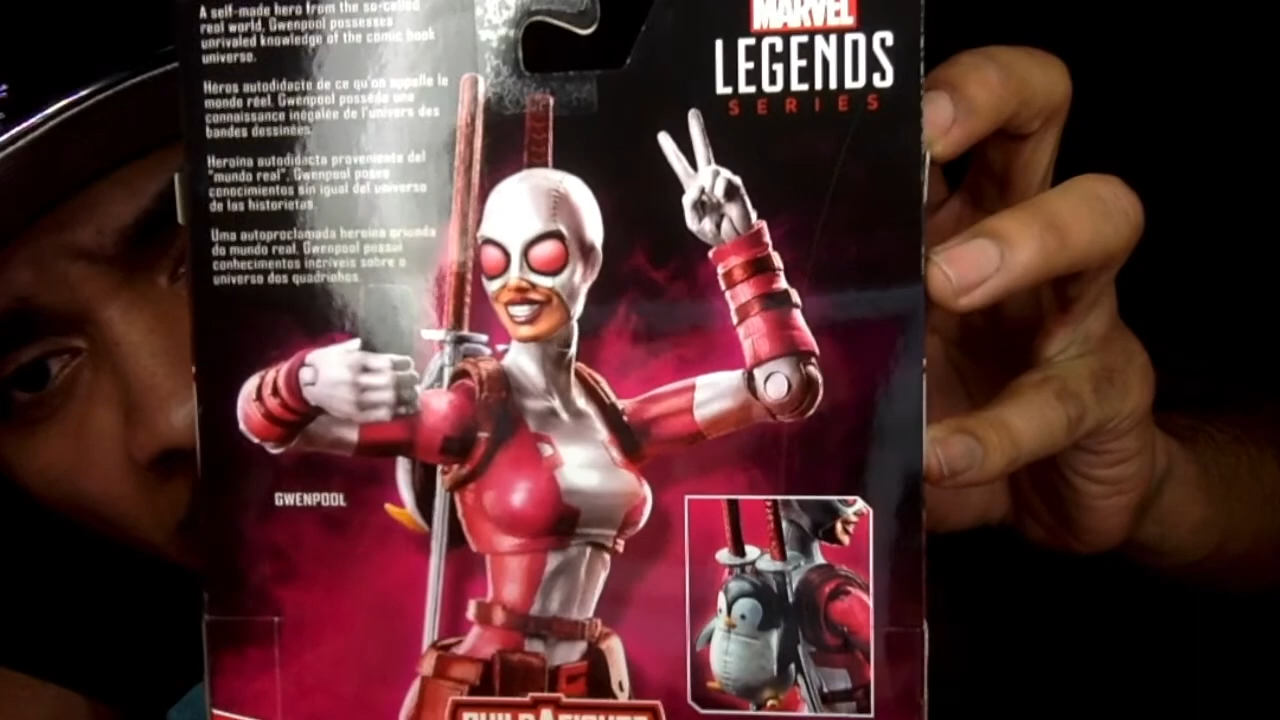 A self-made hero from the so-called
real world, Gwenpool possesses
unrivaled knowledge of the comic book
universe.
Héros autodidacte de ce qu'on appelle le
monde réel, Gwenpool possède une
connaissance inégalée de l'univers des
bandes dessinées.
Heroína autodidacta proveniente del
"mundo real", Gwenpool posee
conocimientos sin igual del universo
de las historietas.
Uma autoproclamada heroína oriunda
do mundo real, Gwenpool possui
conhecimentos incríveis sobre o
universo dos quadrinhos.
MARVEL
LEGENDS
SERIES
GWENPOOL
BUILD A FIGURE